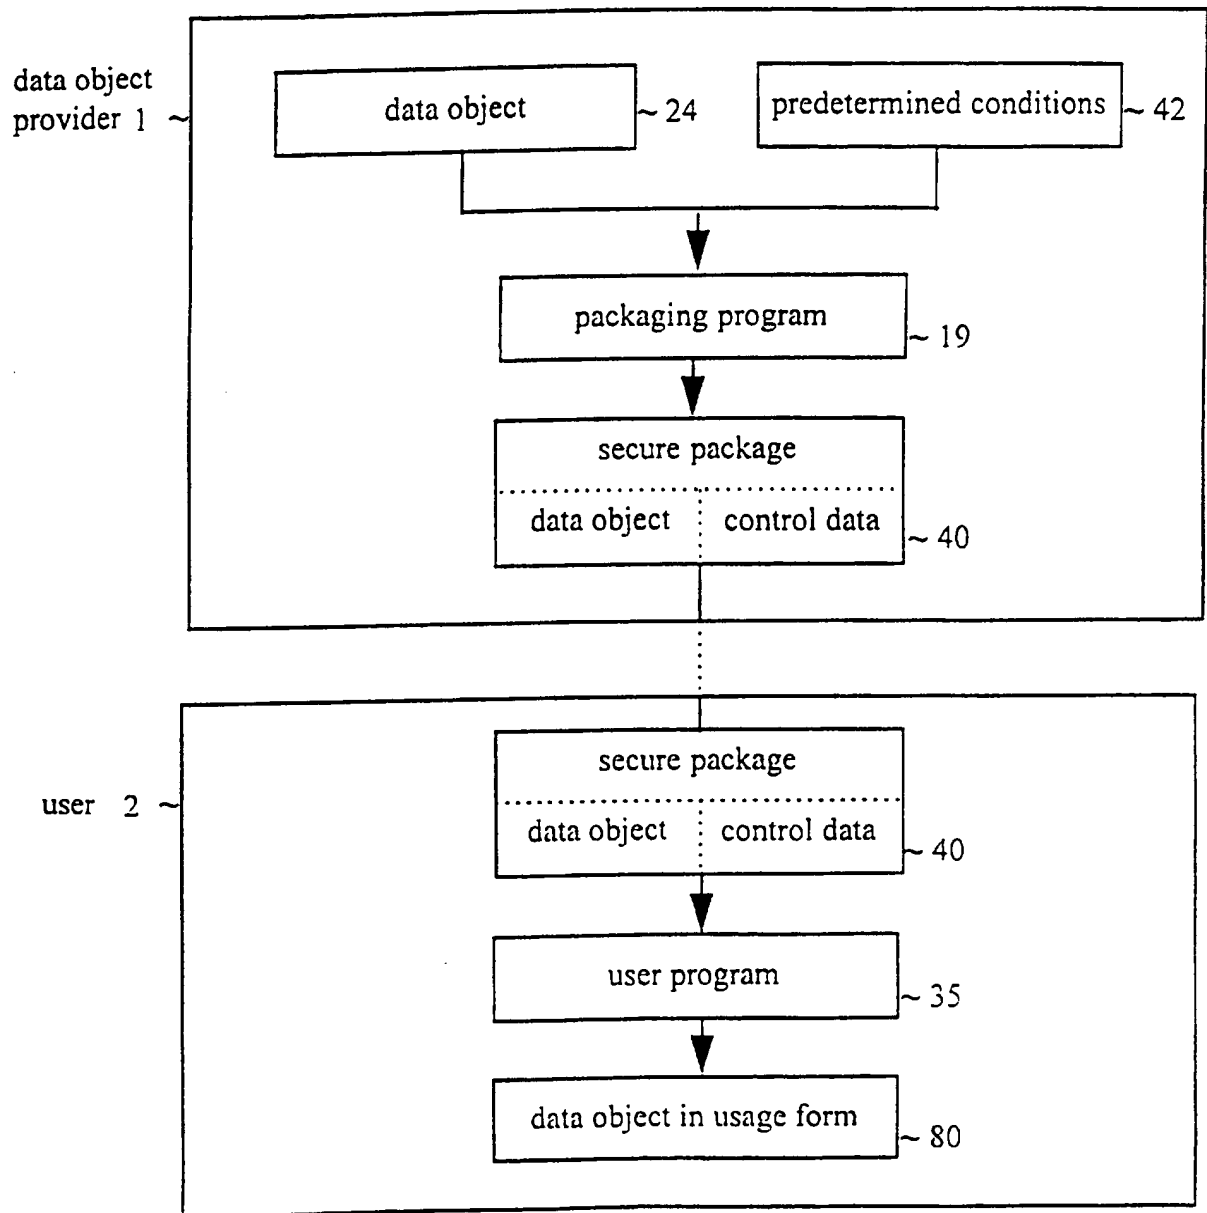 data object
provider 1 ~
data object
~ 24
predetermined conditions
~ 42
packaging program
~ 19
secure package
data object
control data
~ 40
user 2 ~
secure package
data object
control data
~ 40
user program
~ 35
data object in usage form
~ 80